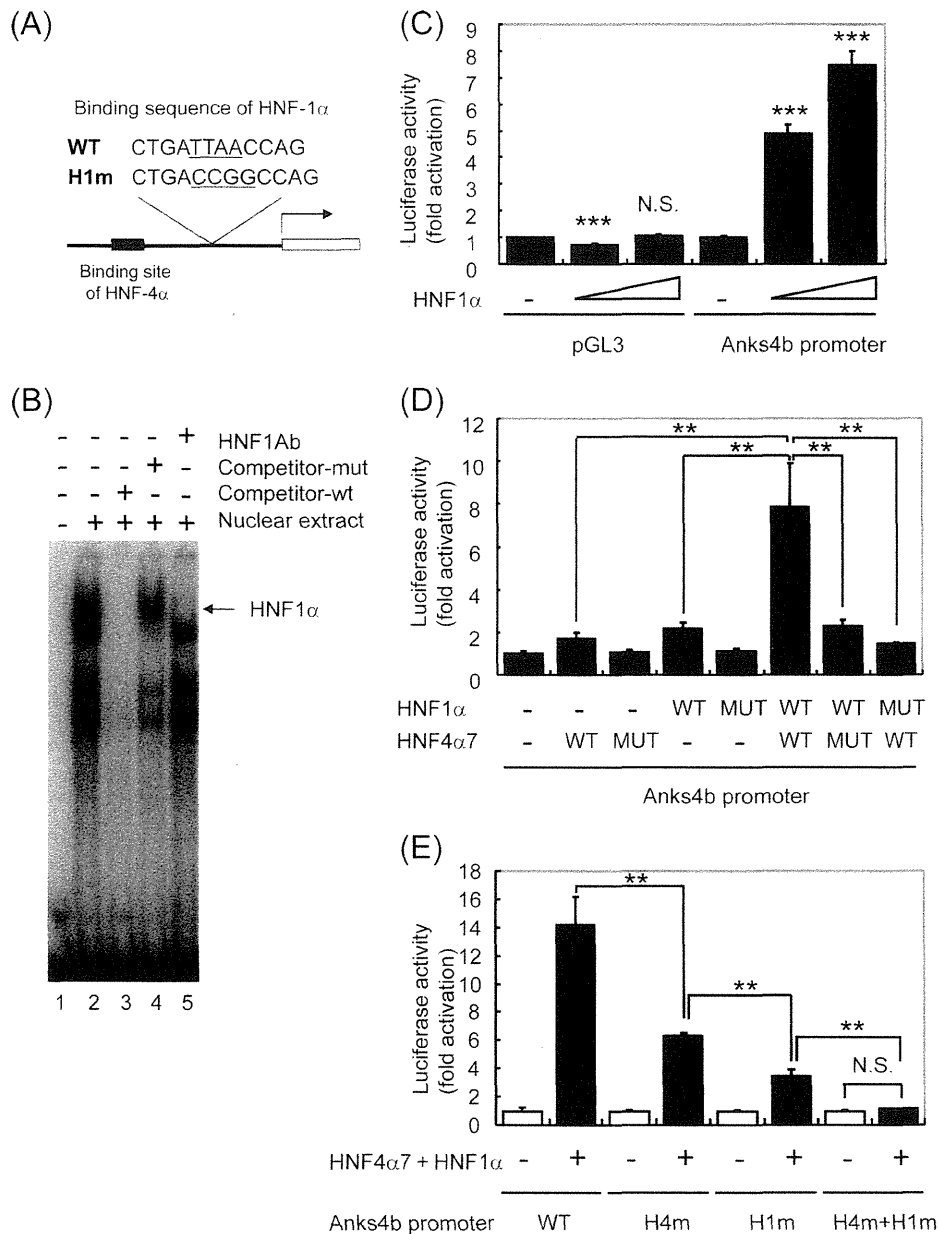 (A)
Binding sequence of HNF-1α
WT CTGATTAACCAG
H1m CTGACCGGCCAG
Binding site
of HNF-4α
(B)
- - - - + HNF1Ab
- - - + - Competitor-mut
- - + - - Competitor-wt
- + + + + Nuclear extract
HNF1α
1 2 3 4 5
(C)
Luciferase activity
(fold activation)
9
8
7
6
5
4
3
2
1
0
***
N.S.
***
***
HNF1α - -
pGL3 Anks4b promoter
(D)
Luciferase activity
(fold activation)
12
10
8
6
4
2
0
**
**
**
**
HNF1α - - - WT MUT WT WT MUT
HNF4α7 - WT MUT - - WT MUT WT
Anks4b promoter
(E)
Luciferase activity
(fold activation)
18
16
14
12
10
8
6
4
2
0
**
**
**
N.S.
HNF4α7 + HNF1α - + - + - + - +
Anks4b promoter WT H4m H1m H4m+H1m